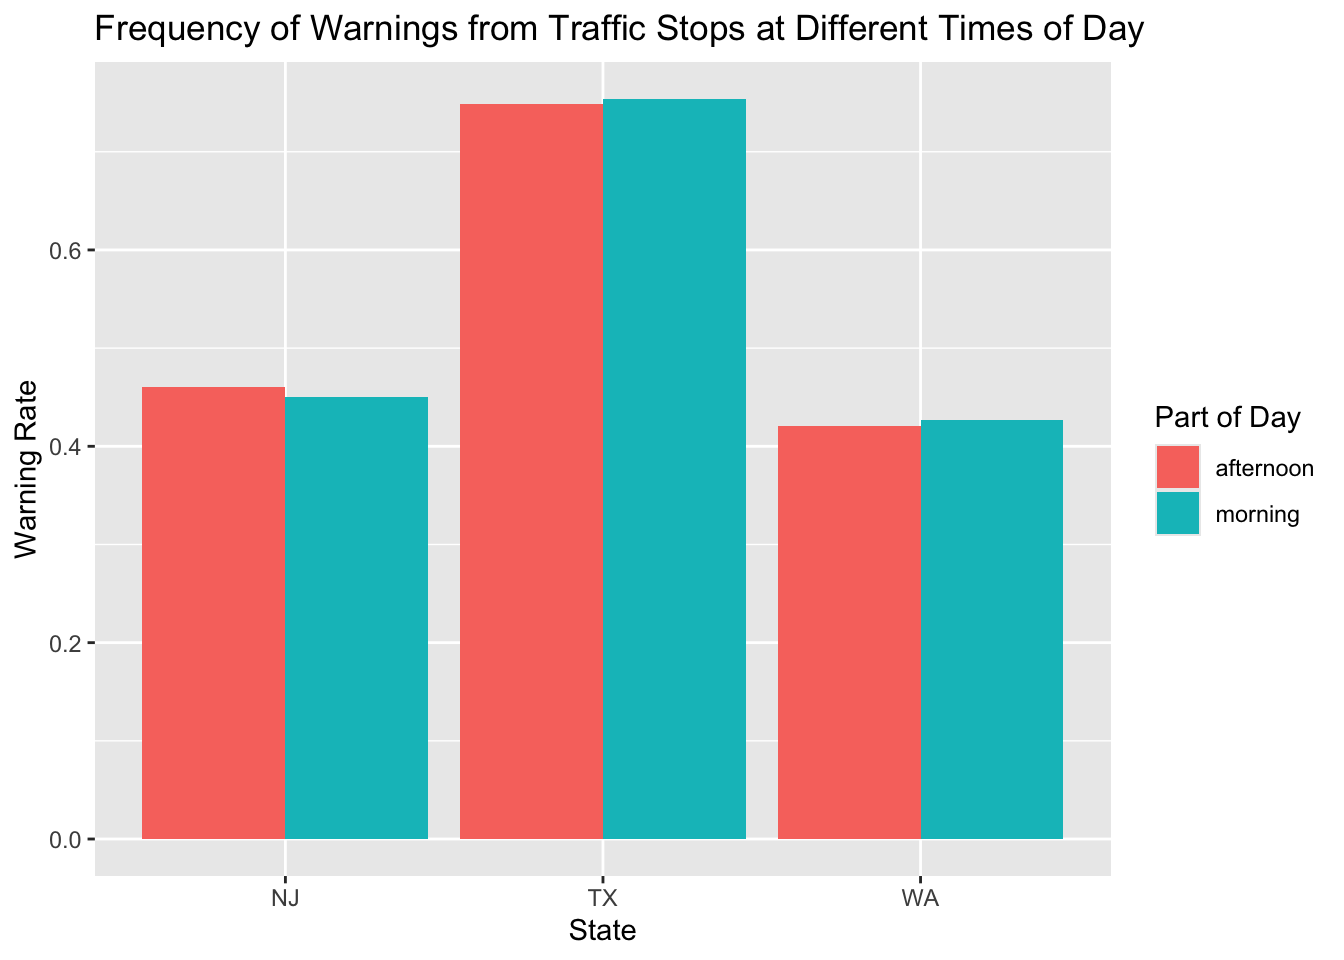 Frequency of Warnings from Traffic Stops at Different Times of Day
Warning Rate
0.6
0.4
0.2
0.0
NJ
TX
WA
State
Part of Day
afternoon
morning